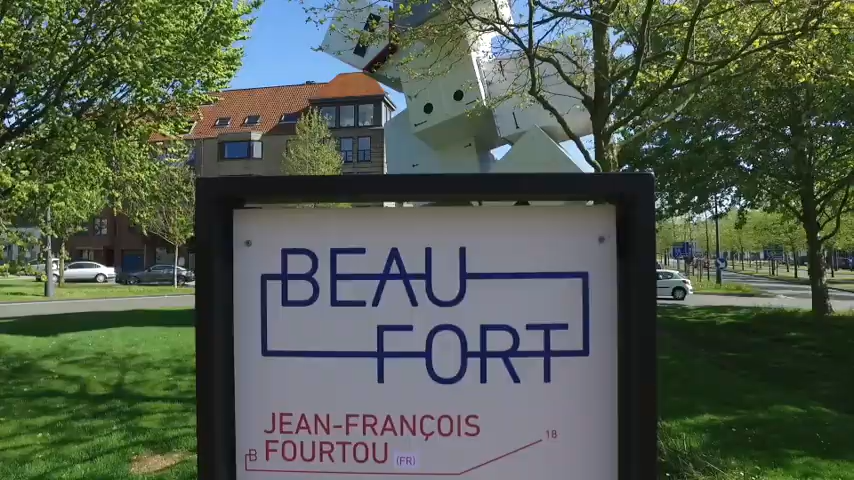 BEAU
FORT
JEAN-FRANÇOIS
FOURTOU (FR)
B
18